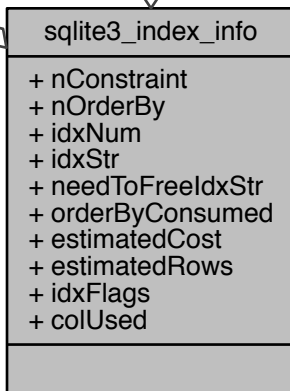 sqlite3_index_info
+ nConstraint
+ nOrderBy
+ idxNum
+ idxStr
+ needToFreeIdxStr
+ orderByConsumed
+ estimatedCost
+ estimatedRows
+ idxFlags
+ colUsed